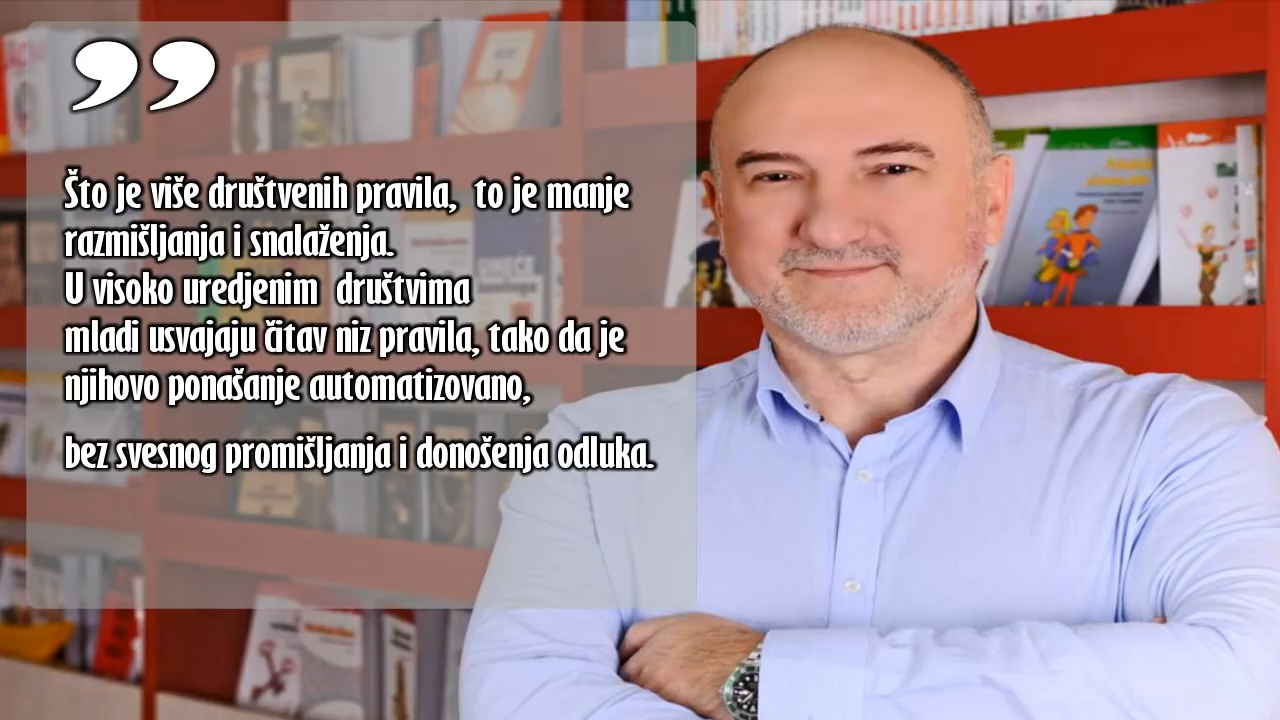 ”
Što je više društvenih pravila, to je manje
razmišljanja i snalaženja.
U visoko uredjenim društvima
mladi usvajaju čitav niz pravila, tako da je
njihovo ponašanje automatizovano,
bez svesnog promišljanja i donošenja odluka.